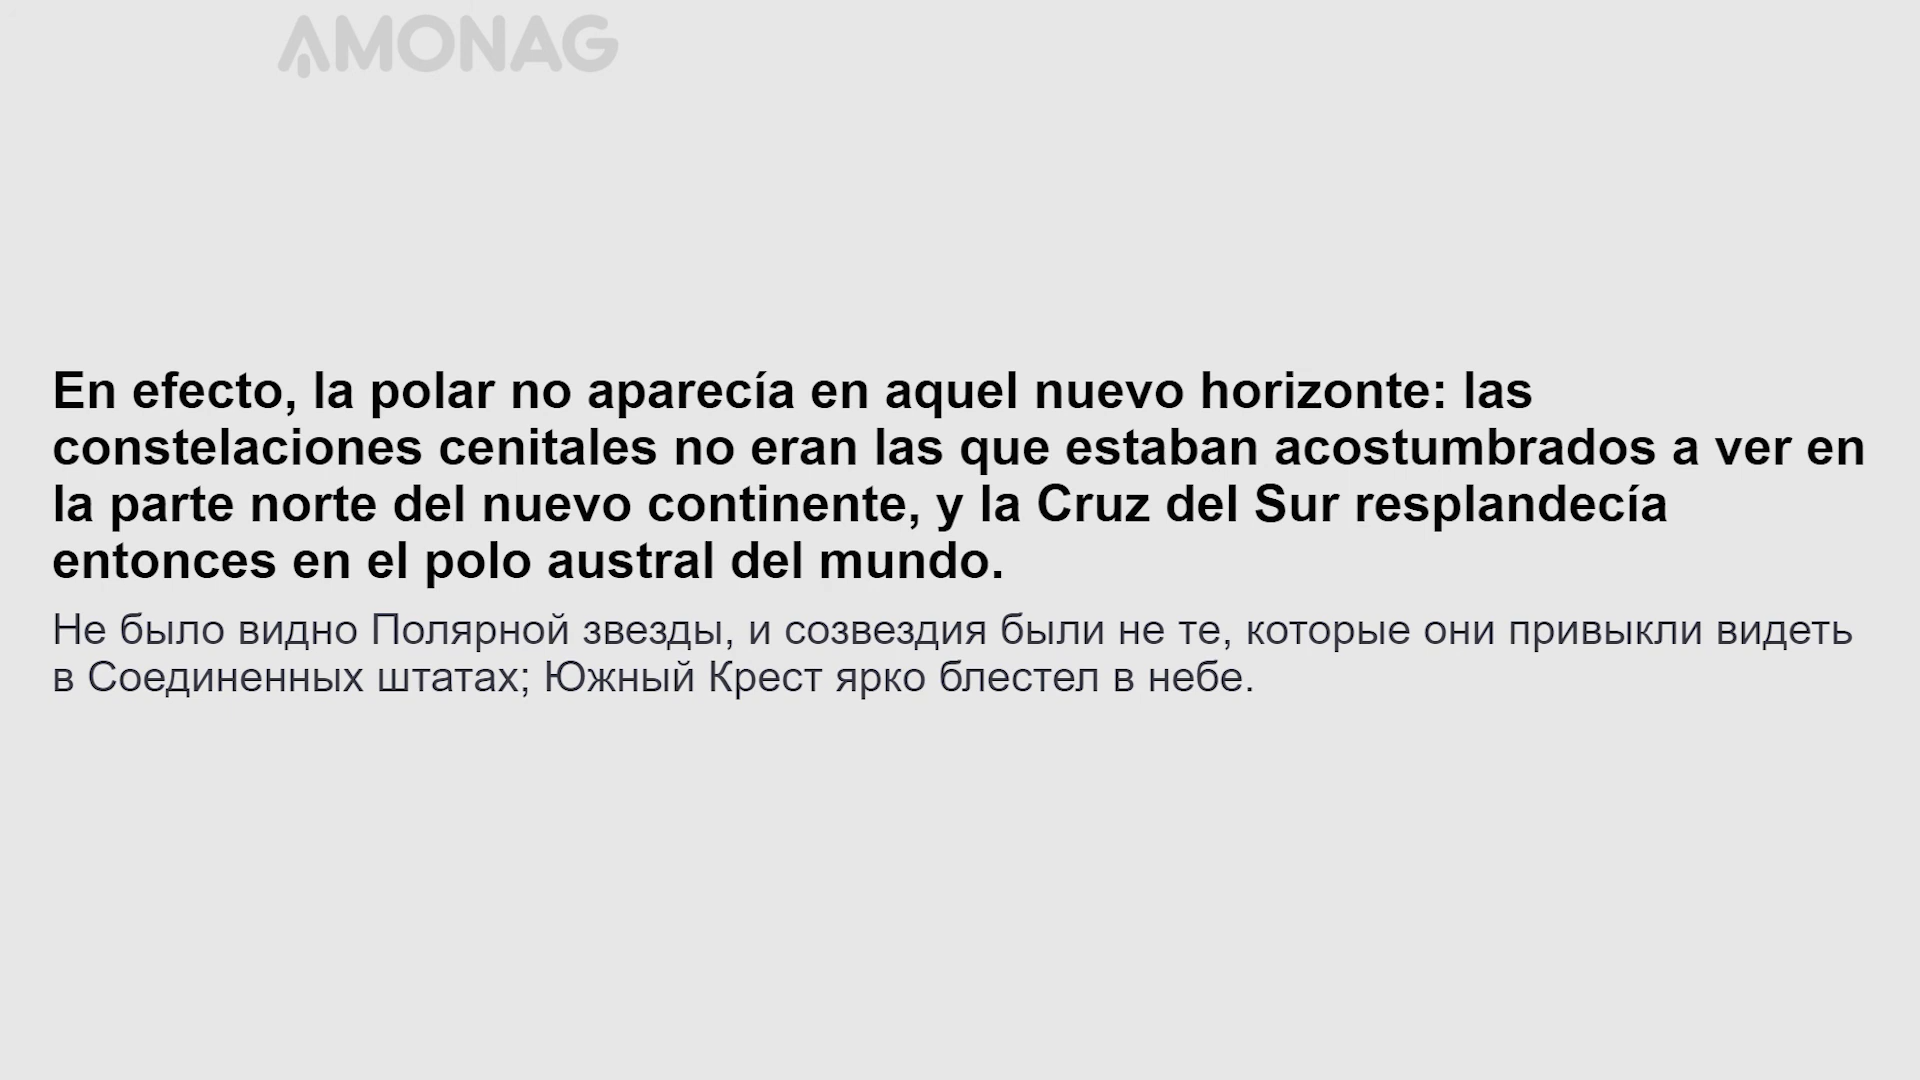 AMONAG
En efecto, la polar no aparecía en aquel nuevo horizonte: las
constelaciones cenitales no eran las que estaban acostumbrados a ver en
la parte norte del nuevo continente, y la Cruz del Sur resplandecía
entonces en el polo austral del mundo.
Не было видно Полярной звезды, и созвездия были не те, которые они привыкли видеть
в Соединенных штатах; Южный Крест ярко блестел в небе.